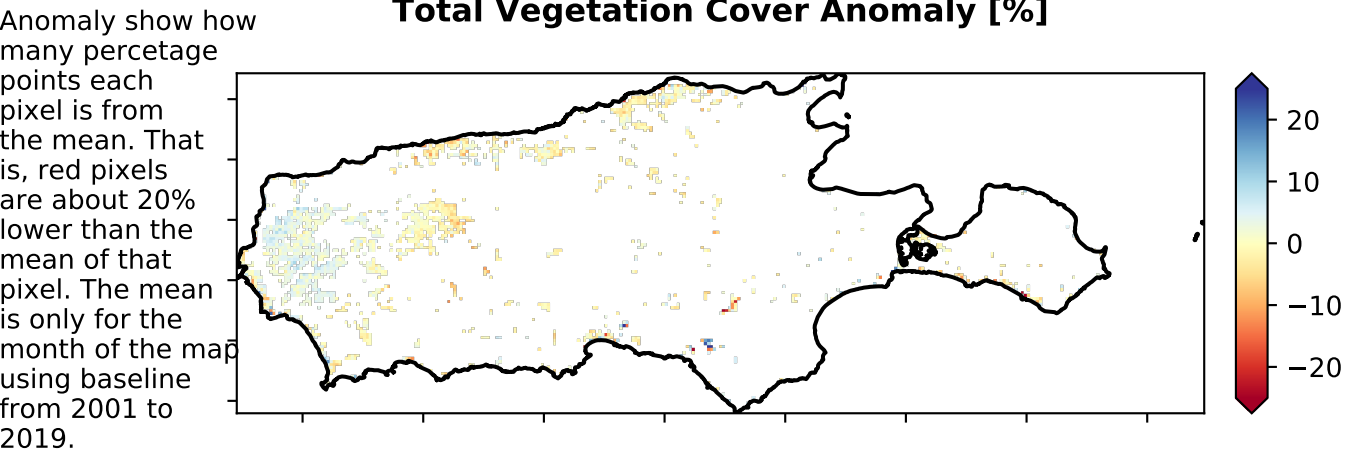 Total Vegetation Cover Anomaly [%]
Anomaly show how
many percetage
points each
pixel is from
the mean. That
is, red pixels
are about 20%
lower than the
mean of that
pixel. The mean
is only for the
month of the map
using baseline
from 2001 to
2019.
20
10
0
−10
−20